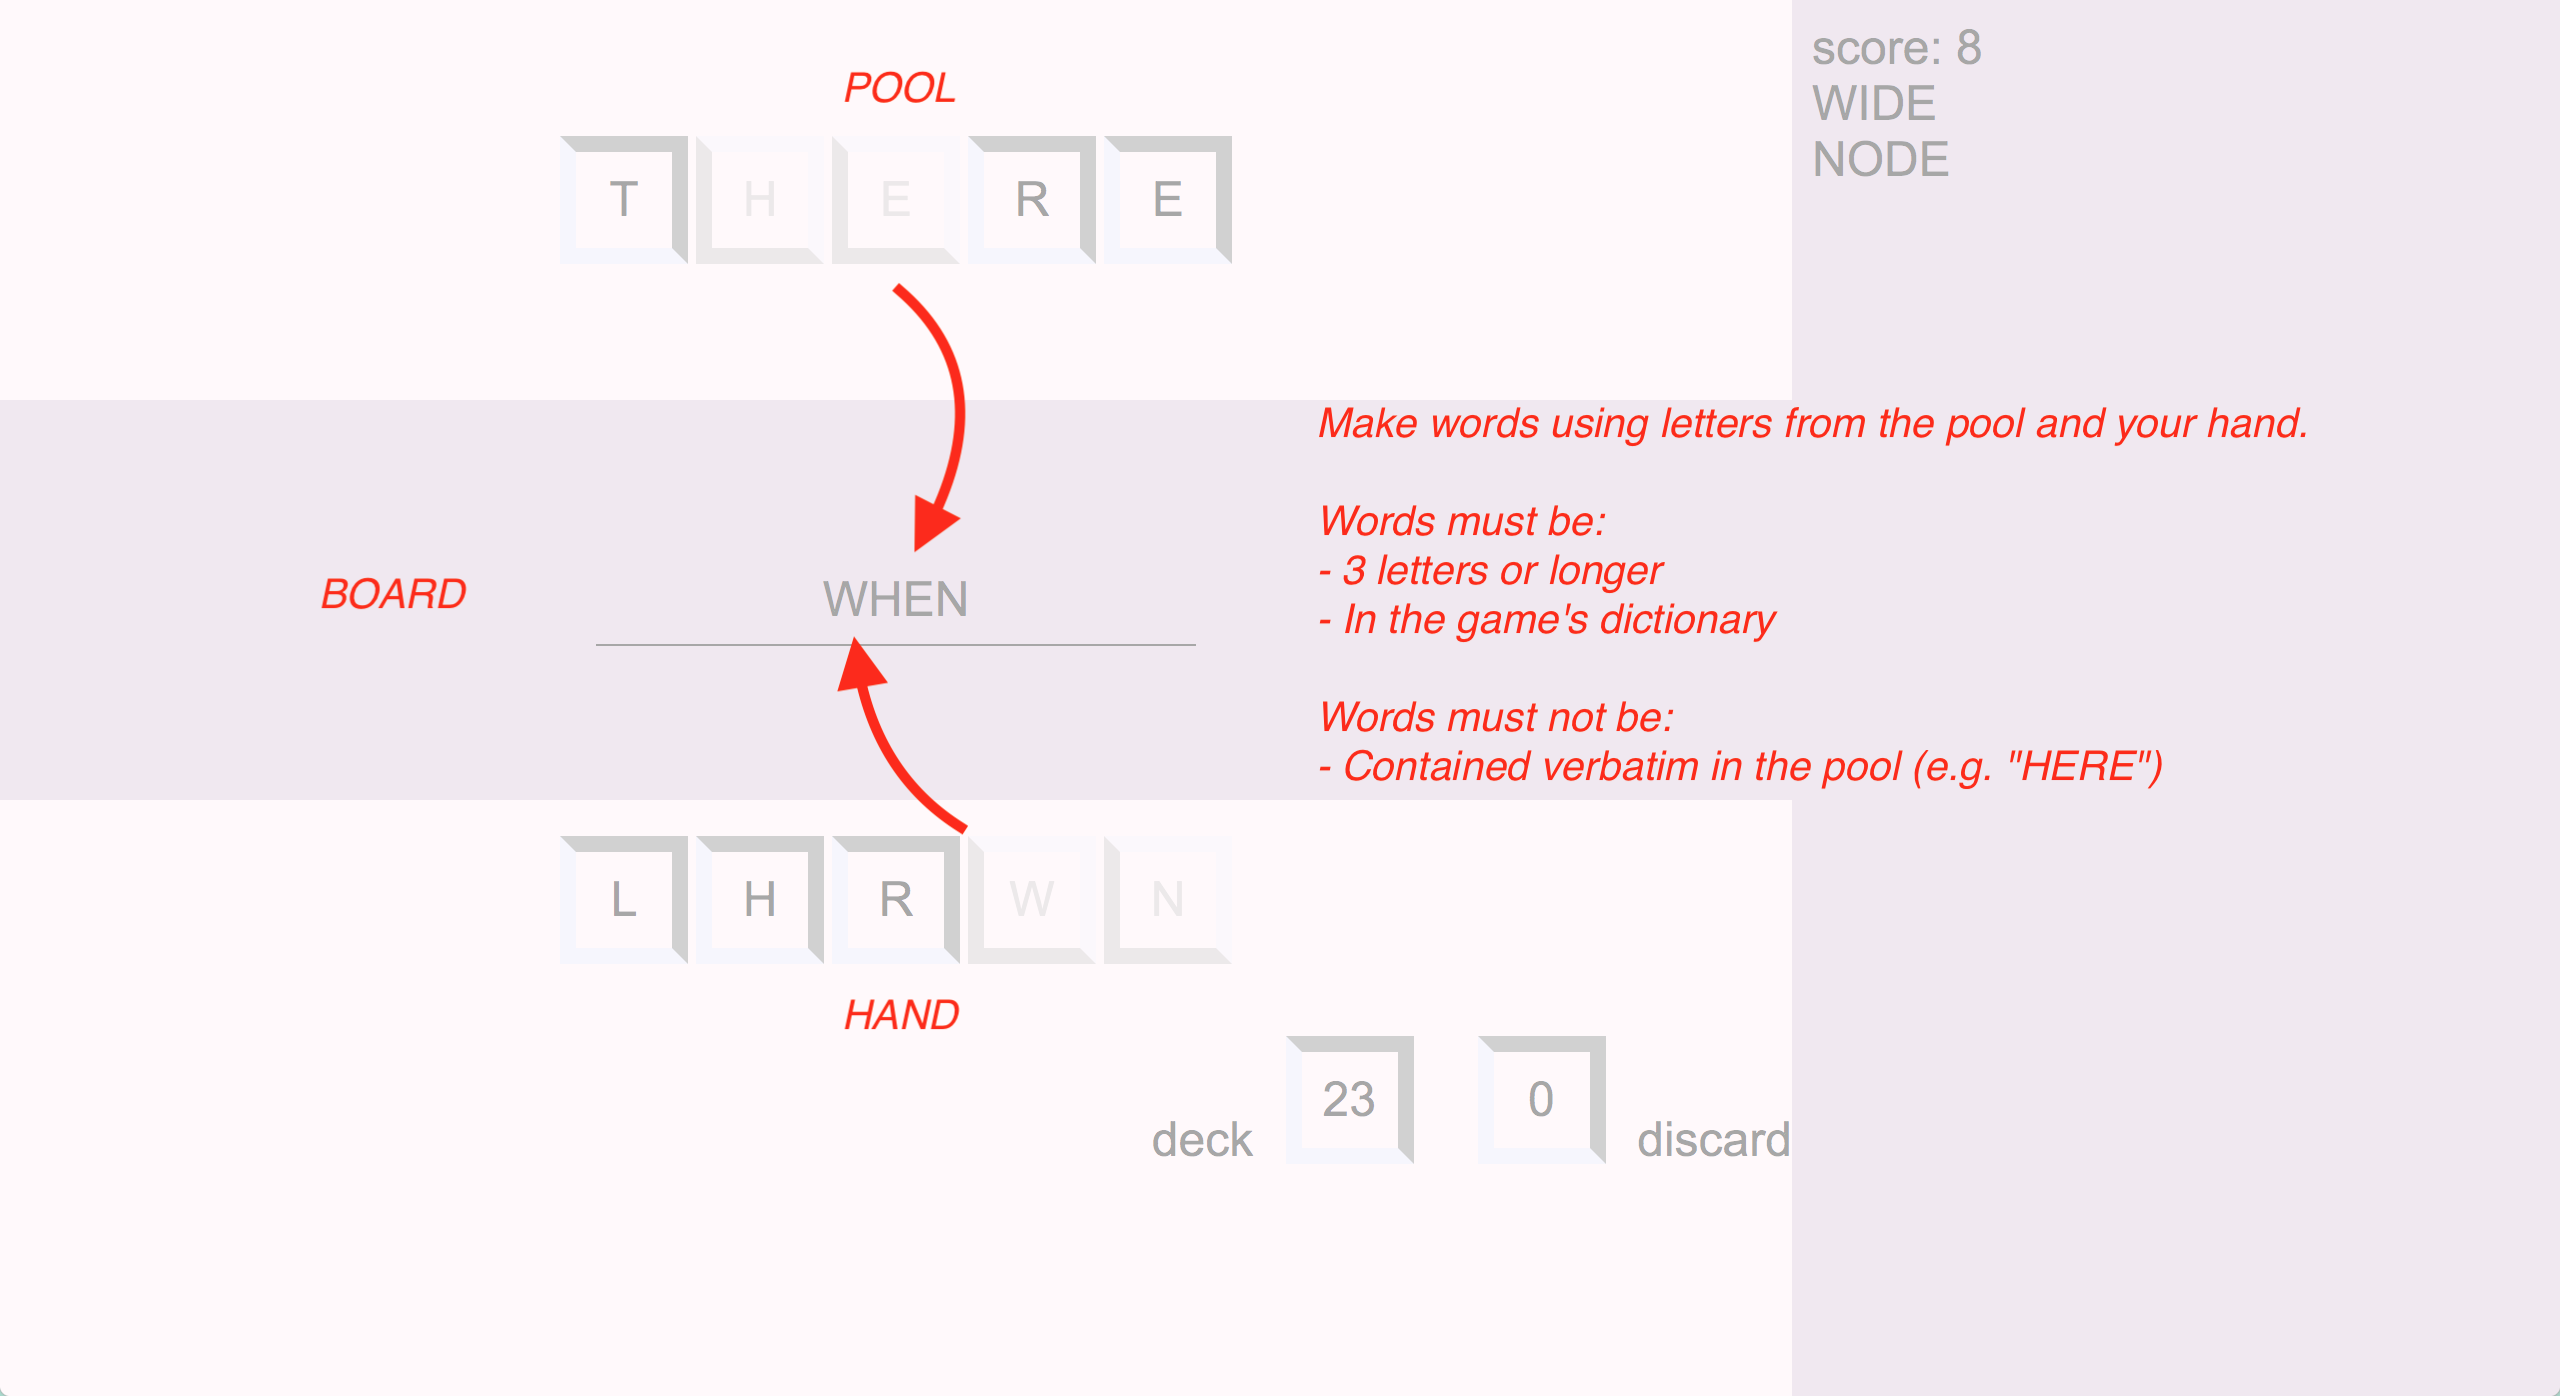 score: 8
WIDE
NODE
POOL
T H E R E
Make words using letters from the pool and your hand.
Words must be:
- 3 letters or longer
- In the game's dictionary
Words must not be:
- Contained verbatim in the pool (e.g. "HERE")
BOARD
WHEN
L H R W N
HAND
deck 23 0 discard